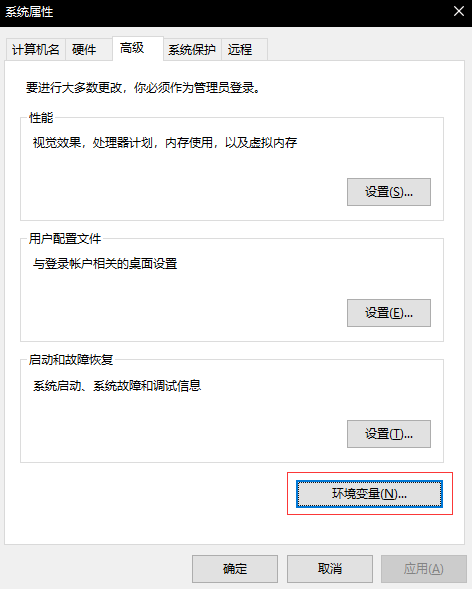 系统属性
计算机名 硬件 高级 系统保护 远程
要进行大多数更改，你必须作为管理员登录。
性能
视觉效果，处理器计划，内存使用，以及虚拟内存
设置(S)...
用户配置文件
与登录帐户相关的桌面设置
设置(E)...
启动和故障恢复
系统启动、系统故障和调试信息
设置(T)...
环境变量(N)...
确定 取消 应用(A)